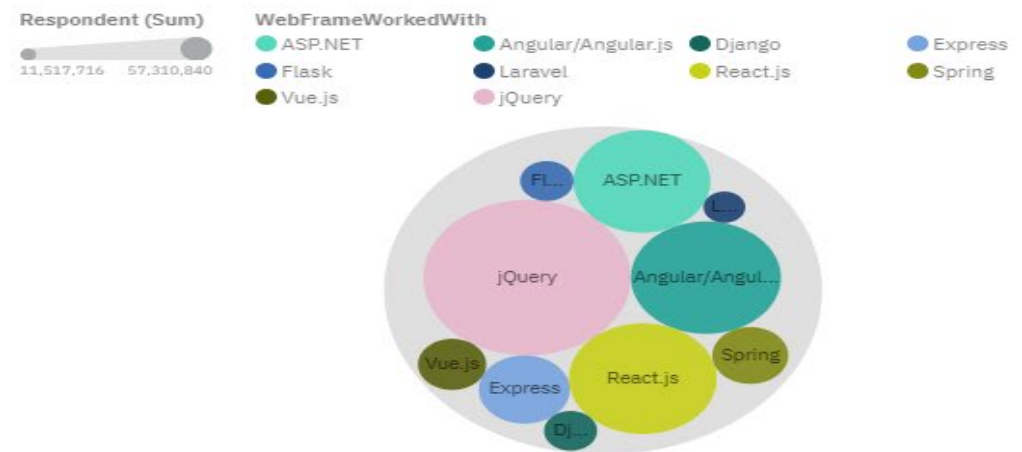 Respondent (Sum)
11,517,716 57,310,840
WebFrameWorkedWith
ASP.NET Angular/Angular.js Django Express
Flask Laravel React.js Spring
Vue.js jQuery
Fl... ASP.NET
L...
jQuery Angular/Angul...
Vue.js Express React.js Spring
Dj...